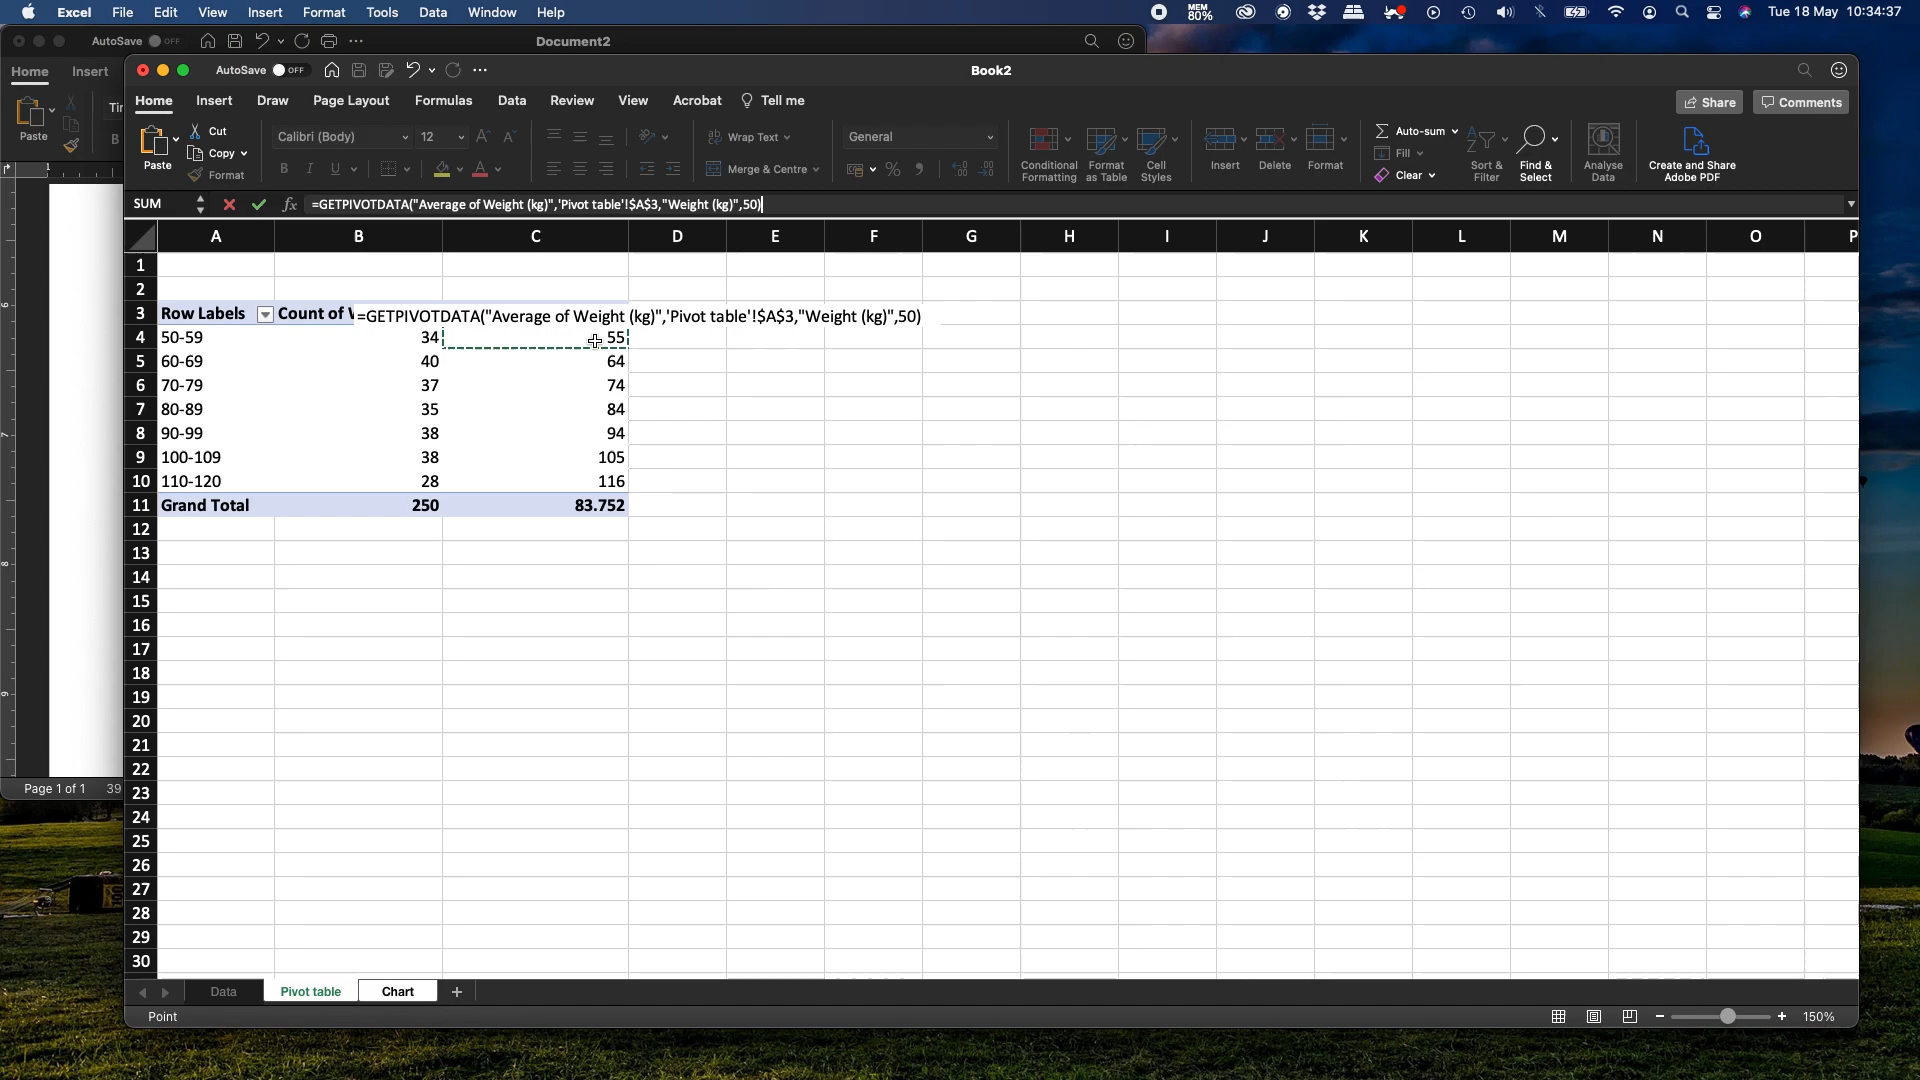 Excel File Edit View Insert Format Tools Data Window Help MEM 80% Tue 18 May 10:34:37
AutoSave OFF Document2
Home Insert
AutoSave OFF Book2
Home Insert Draw Page Layout Formulas Data Review View Acrobat Tell me Share Comments
Paste
Paste Cut Copy Format
Calibri (Body) 12
Wrap Text
Merge & Centre
General
Conditional Formatting
Format as Table
Cell Styles
Insert Delete Format
Auto-sum
Fill
Clear
Sort & Filter
Find & Select
Analyse Data
Create and Share Adobe PDF
SUM fx =GETPIVOTDATA("Average of Weight (kg)",'Pivot table'!$A$3,"Weight (kg)",50)
A B C D E F G H I J K L M N O P
1
2
3 Row Labels Count of =GETPIVOTDATA("Average of Weight (kg)",'Pivot table'!$A$3,"Weight (kg)",50)
4 50-59 34 55
5 60-69 40 64
6 70-79 37 74
7 80-89 35 84
8 90-99 38 94
9 100-109 38 105
10 110-120 28 116
11 Grand Total 250 83.752
12
13
14
15
16
17
18
19
20
21
22
23
24
25
26
27
28
29
30
Page 1 of 1 39
Data Pivot table Chart +
Point 150%